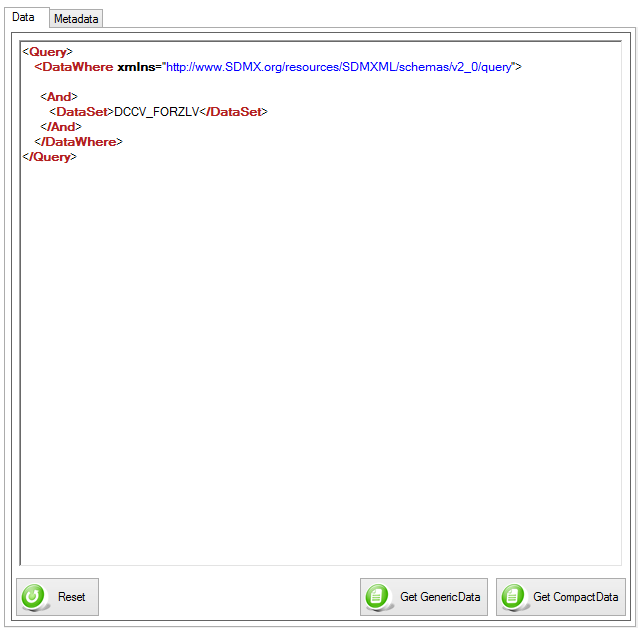 Data
Metadata
<Query>
<DataWhere xmlns="http://www.SDMX.org/resources/SDMXML/schemas/v2_0/query">
<And>
<DataSet>DCCV_FORZLV</DataSet>
</And>
</DataWhere>
</Query>
Reset
Get GenericData
Get CompactData